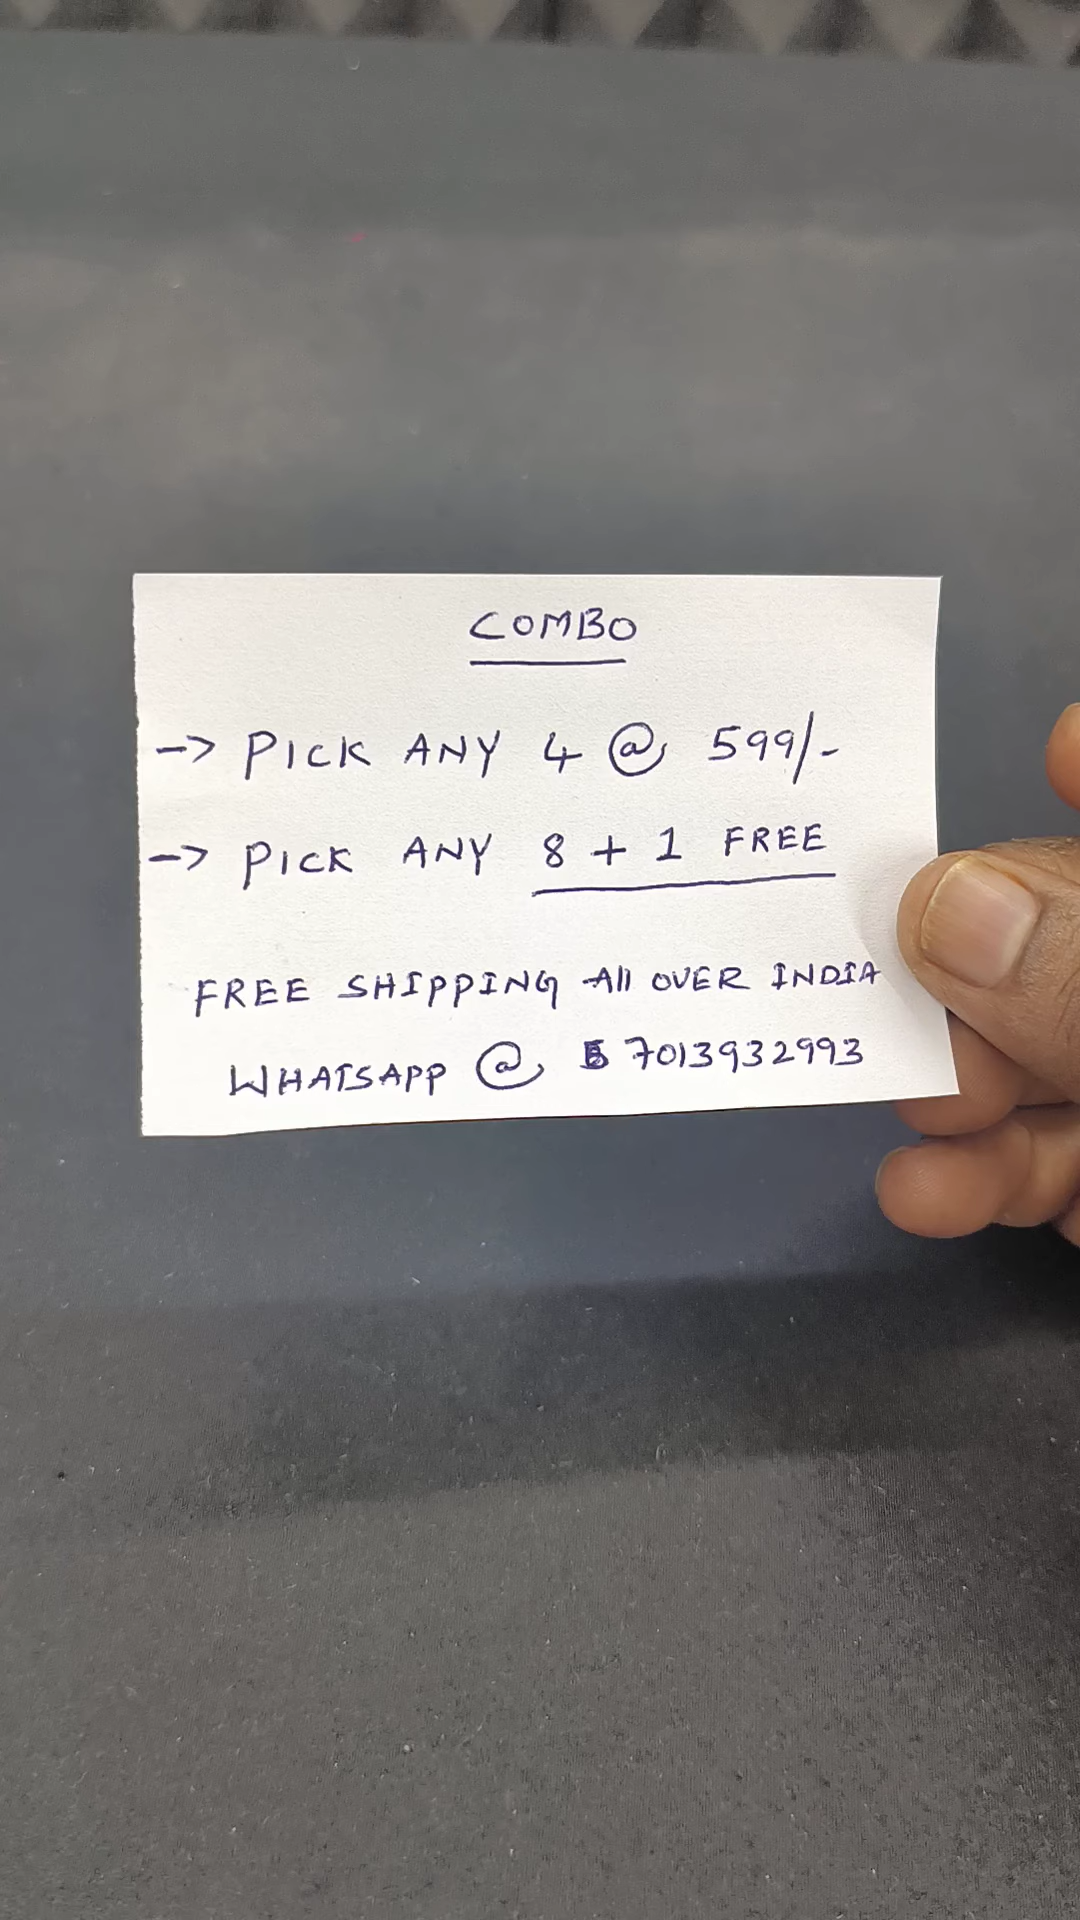 COMBO
-> PICK ANY 4 @ 599/-
-> PICK ANY 8 + 1 FREE
FREE SHIPPING All OVER INDIA
WHATSAPP @ 7013932993